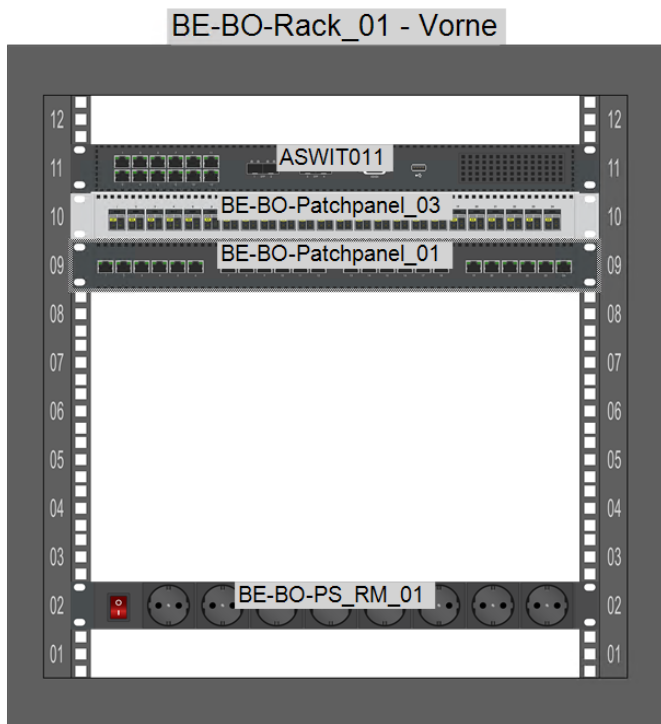 BE-BO-Rack_01 - Vorne
12 12
11 ASWIT011 11
10 BE-BO-Patchpanel_03 10
09 BE-BO-Patchpanel_01 09
08 08
07 07
06 06
05 05
04 04
03 03
02 BE-BO-PS_RM_01 02
01 01